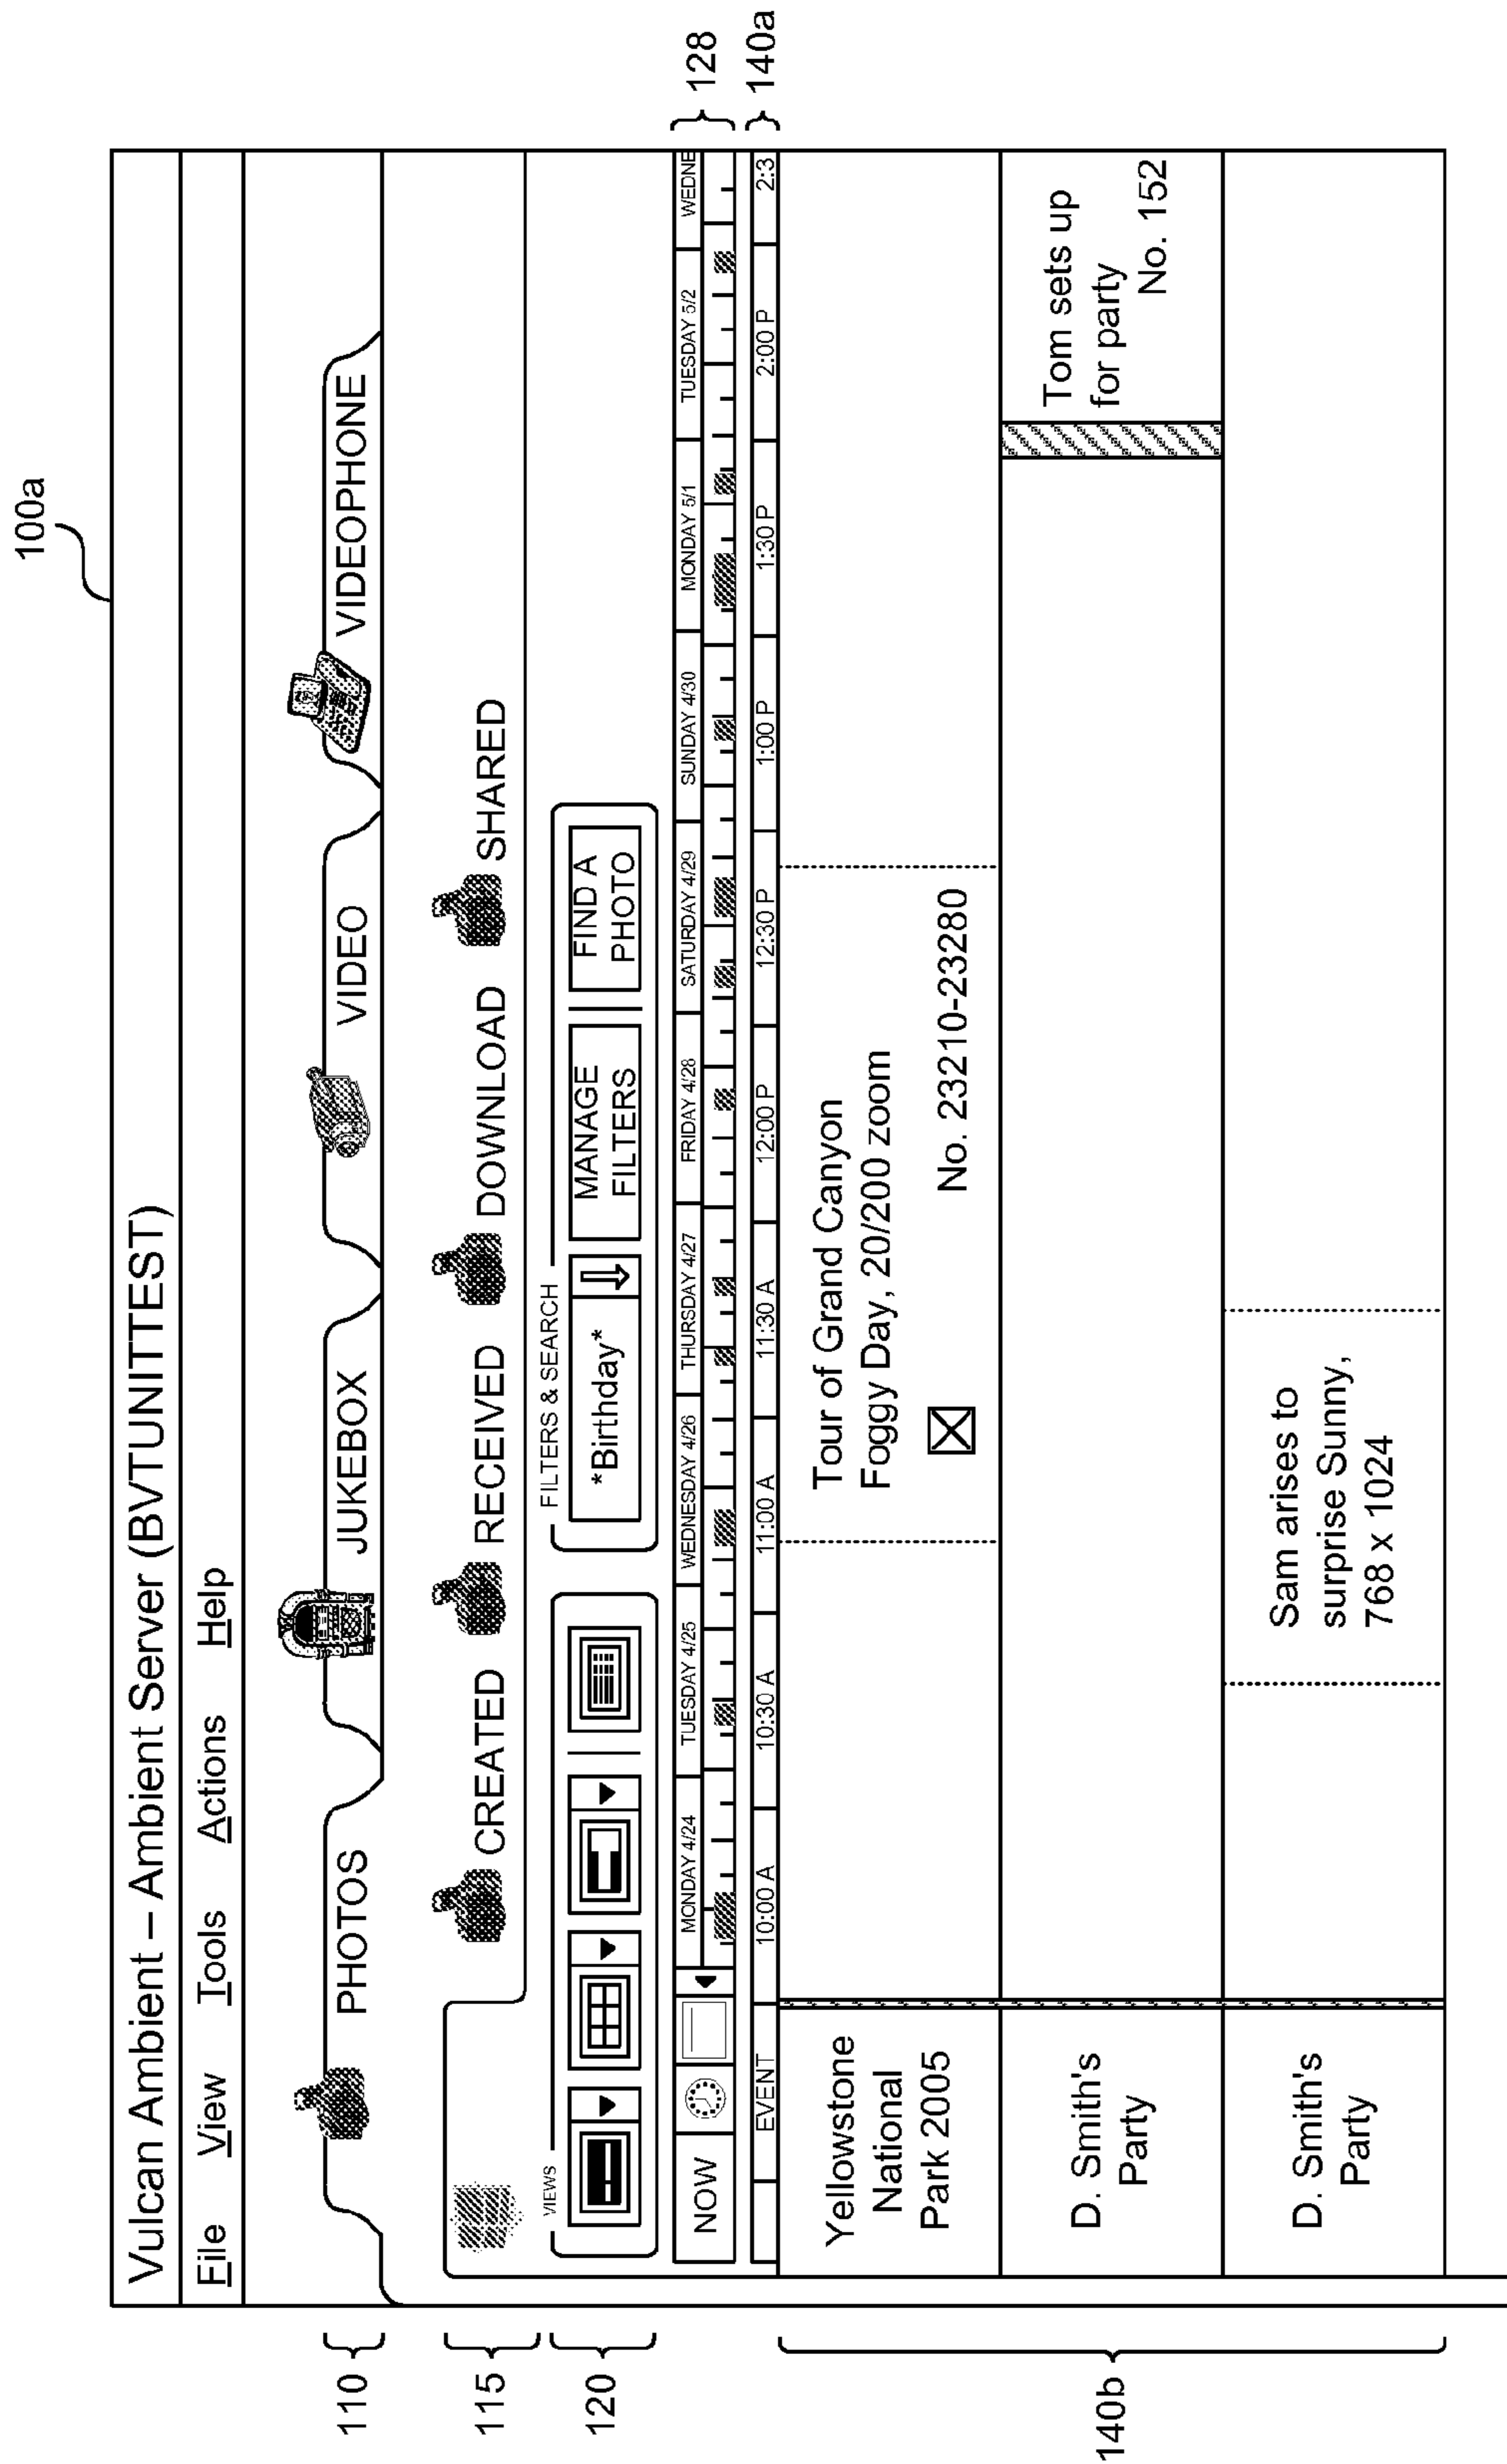 100a
Vulcan Ambient – Ambient Server (BVTUNITTEST)
File View Tools Actions Help
110
PHOTOS JUKEBOX VIDEO VIDEOPHONE
115
CREATED RECEIVED DOWNLOAD SHARED
120
VIEWS
FILTERS & SEARCH
*Birthday*
MANAGE
FILTERS
FIND A
PHOTO
NOW
MONDAY 4/24 TUESDAY 4/25 WEDNESDAY 4/26 THURSDAY 4/27 FRIDAY 4/28 SATURDAY 4/29 SUNDAY 4/30 MONDAY 5/1 TUESDAY 5/2 WEDNE
128
EVENT 10:00 A 10:30 A 11:00 A 11:30 A 12:00 P 12:30 P 1:00 P 1:30 P 2:00 P 2:3
140a
140b
Yellowstone
National
Park 2005
Tour of Grand Canyon
Foggy Day, 20/200 zoom
No. 23210-23280
D. Smith's
Party
Tom sets up
for party
No. 152
D. Smith's
Party
Sam arises to
surprise Sunny,
768 x 1024